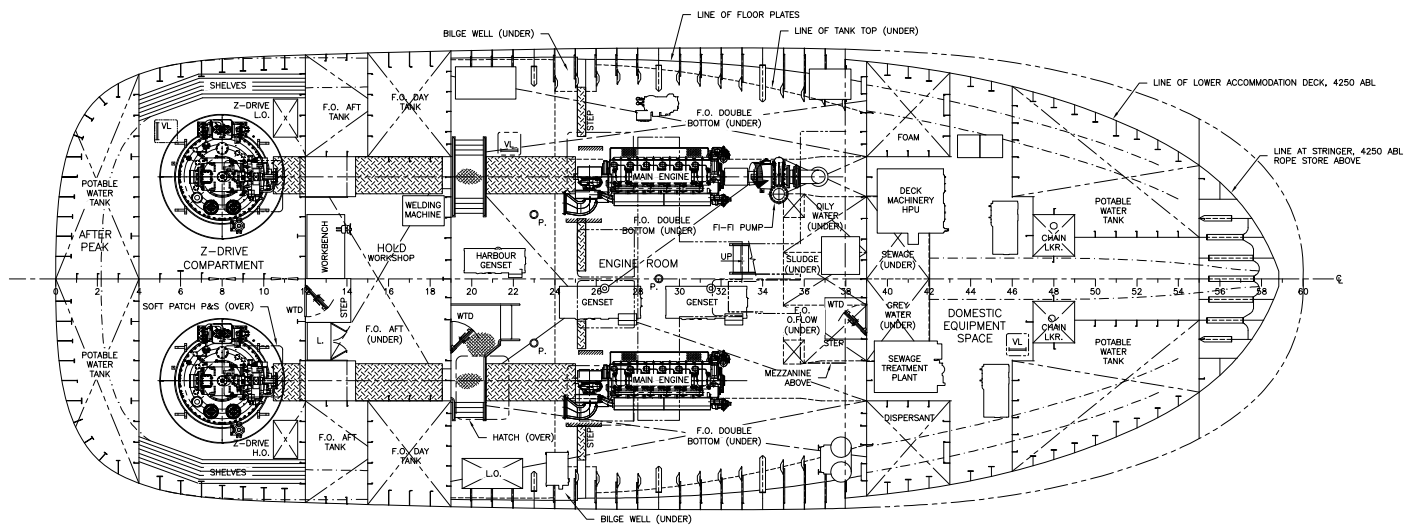 LINE OF FLOOR PLATES
BILGE WELL (UNDER)
LINE OF TANK TOP (UNDER)
LINE OF LOWER ACCOMMODATION DECK, 4250 ABL
LINE AT STRINGER, 4250 ABL
ROPE STORE ABOVE
SHELVES
Z-DRIVE
L.O.
X
VL
F.O. AFT
TANK
F.O. DAY
TANK
STEP
VL
F.O. DOUBLE
BOTTOM (UNDER)
FOAM
POTABLE
WATER
TANK
MAIN ENGINE
DECK
MACHINERY
HPU
WELDING
MACHINE
P.
F.O. DOUBLE
BOTTOM (UNDER)
FI-FI PUMP
OILY
WATER
(UNDER)
POTABLE
WATER TANK
AFTER
PEAK
Z-DRIVE
COMPARTMENT
WORKBENCH
HOLD
WORKSHOP
HARBOUR
GENSET
ENGINE ROOM
UP
SLUDGE
(UNDER)
SEWAGE
(UNDER)
CHAIN
LKR.
P.
℄
0 2 4 6 8 10 12 14 16 18 20 22 24 26 28 30 32 34 36 38 40 42 44 46 48 50 52 54 56 58 60
SOFT PATCH P&S (OVER)
WTD
STEP
GENSET
GENSET
F.O.
O.FLOW
(UNDER)
WTD
STEP
GREY
WATER
(UNDER)
DOMESTIC
EQUIPMENT
SPACE
CHAIN
LKR.
L.
F.O. AFT
(UNDER)
WTD
P.
VL
POTABLE
WATER
TANK
MEZZANINE
ABOVE
SEWAGE
TREATMENT
PLANT
POTABLE
WATER TANK
MAIN ENGINE
DISPERSANT
Z-DRIVE
H.O.
X
F.O. AFT
TANK
F.O. DAY
TANK
HATCH (OVER)
STEP
F.O. DOUBLE
BOTTOM (UNDER)
SHELVES
L.O.
BILGE WELL (UNDER)